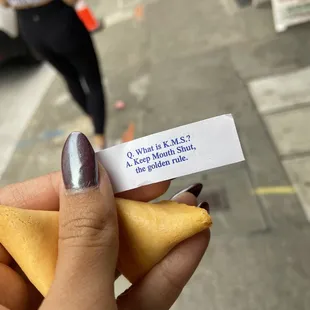 Q. What is K.M.S.?
A. Keep Mouth Shut,
the golden rule.